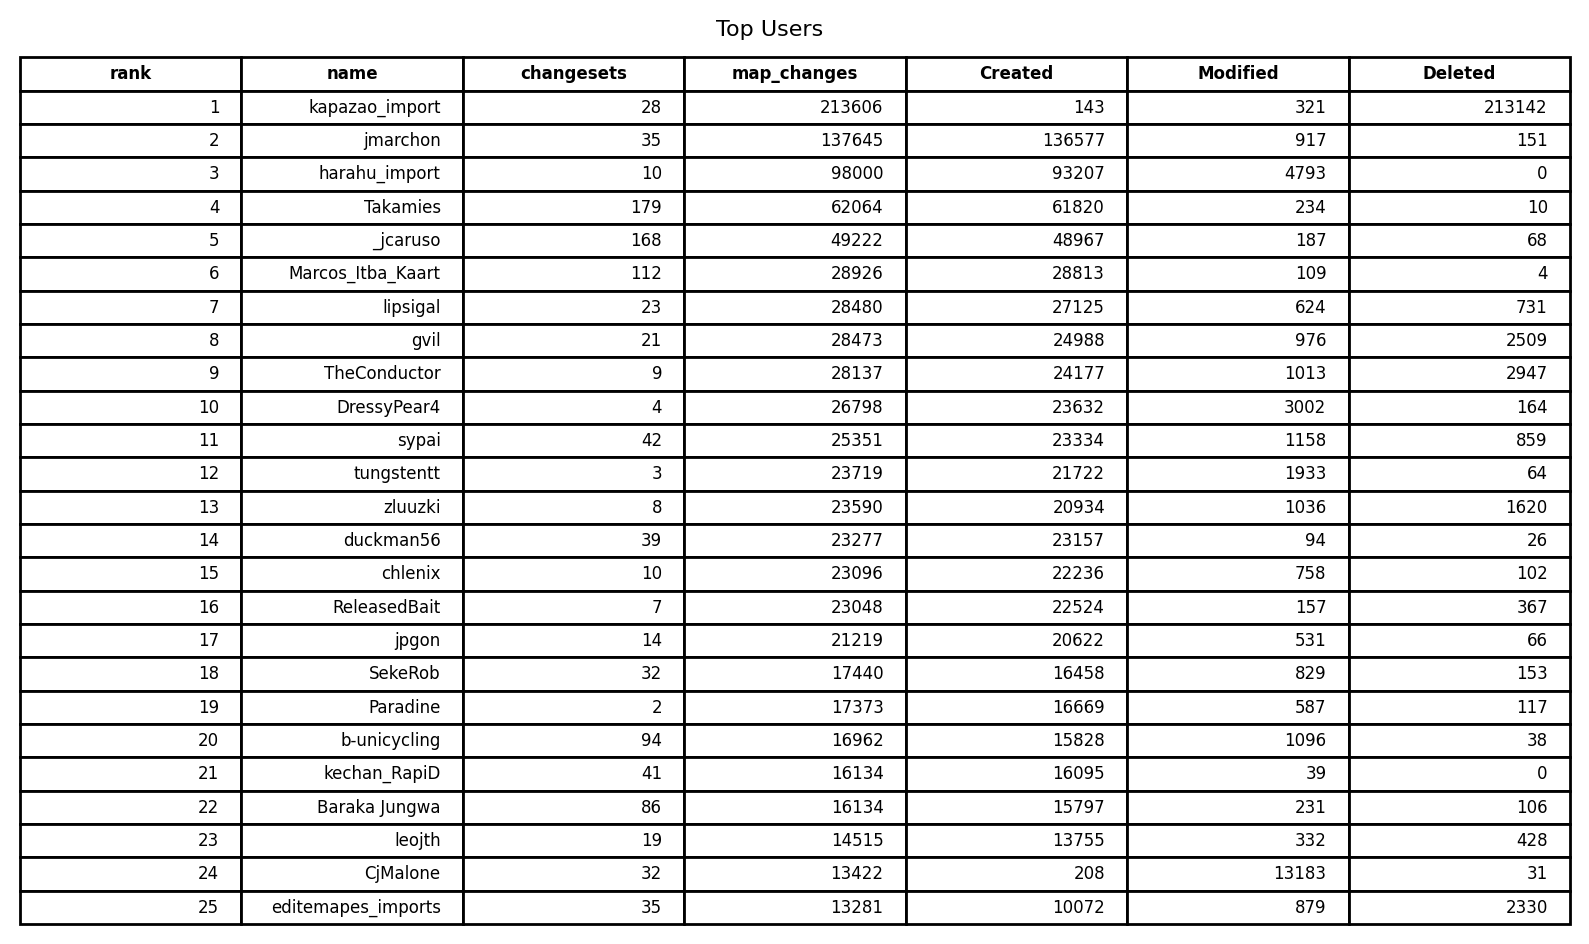 Top Users
rank name changesets map_changes Created Modified Deleted
1 kapazao_import 28 213606 143 321 213142
2 jmarchon 35 137645 136577 917 151
3 harahu_import 10 98000 93207 4793 0
4 Takamies 179 62064 61820 234 10
5 _jcaruso 168 49222 48967 187 68
6 Marcos_Itba_Kaart 112 28926 28813 109 4
7 lipsigal 23 28480 27125 624 731
8 gvil 21 28473 24988 976 2509
9 TheConductor 9 28137 24177 1013 2947
10 DressyPear4 4 26798 23632 3002 164
11 sypai 42 25351 23334 1158 859
12 tungstentt 3 23719 21722 1933 64
13 zluuzki 8 23590 20934 1036 1620
14 duckman56 39 23277 23157 94 26
15 chlenix 10 23096 22236 758 102
16 ReleasedBait 7 23048 22524 157 367
17 jpgon 14 21219 20622 531 66
18 SekeRob 32 17440 16458 829 153
19 Paradine 2 17373 16669 587 117
20 b-unicycling 94 16962 15828 1096 38
21 kechan_RapiD 41 16134 16095 39 0
22 Baraka Jungwa 86 16134 15797 231 106
23 leojth 19 14515 13755 332 428
24 CjMalone 32 13422 208 13183 31
25 editemapes_imports 35 13281 10072 879 2330